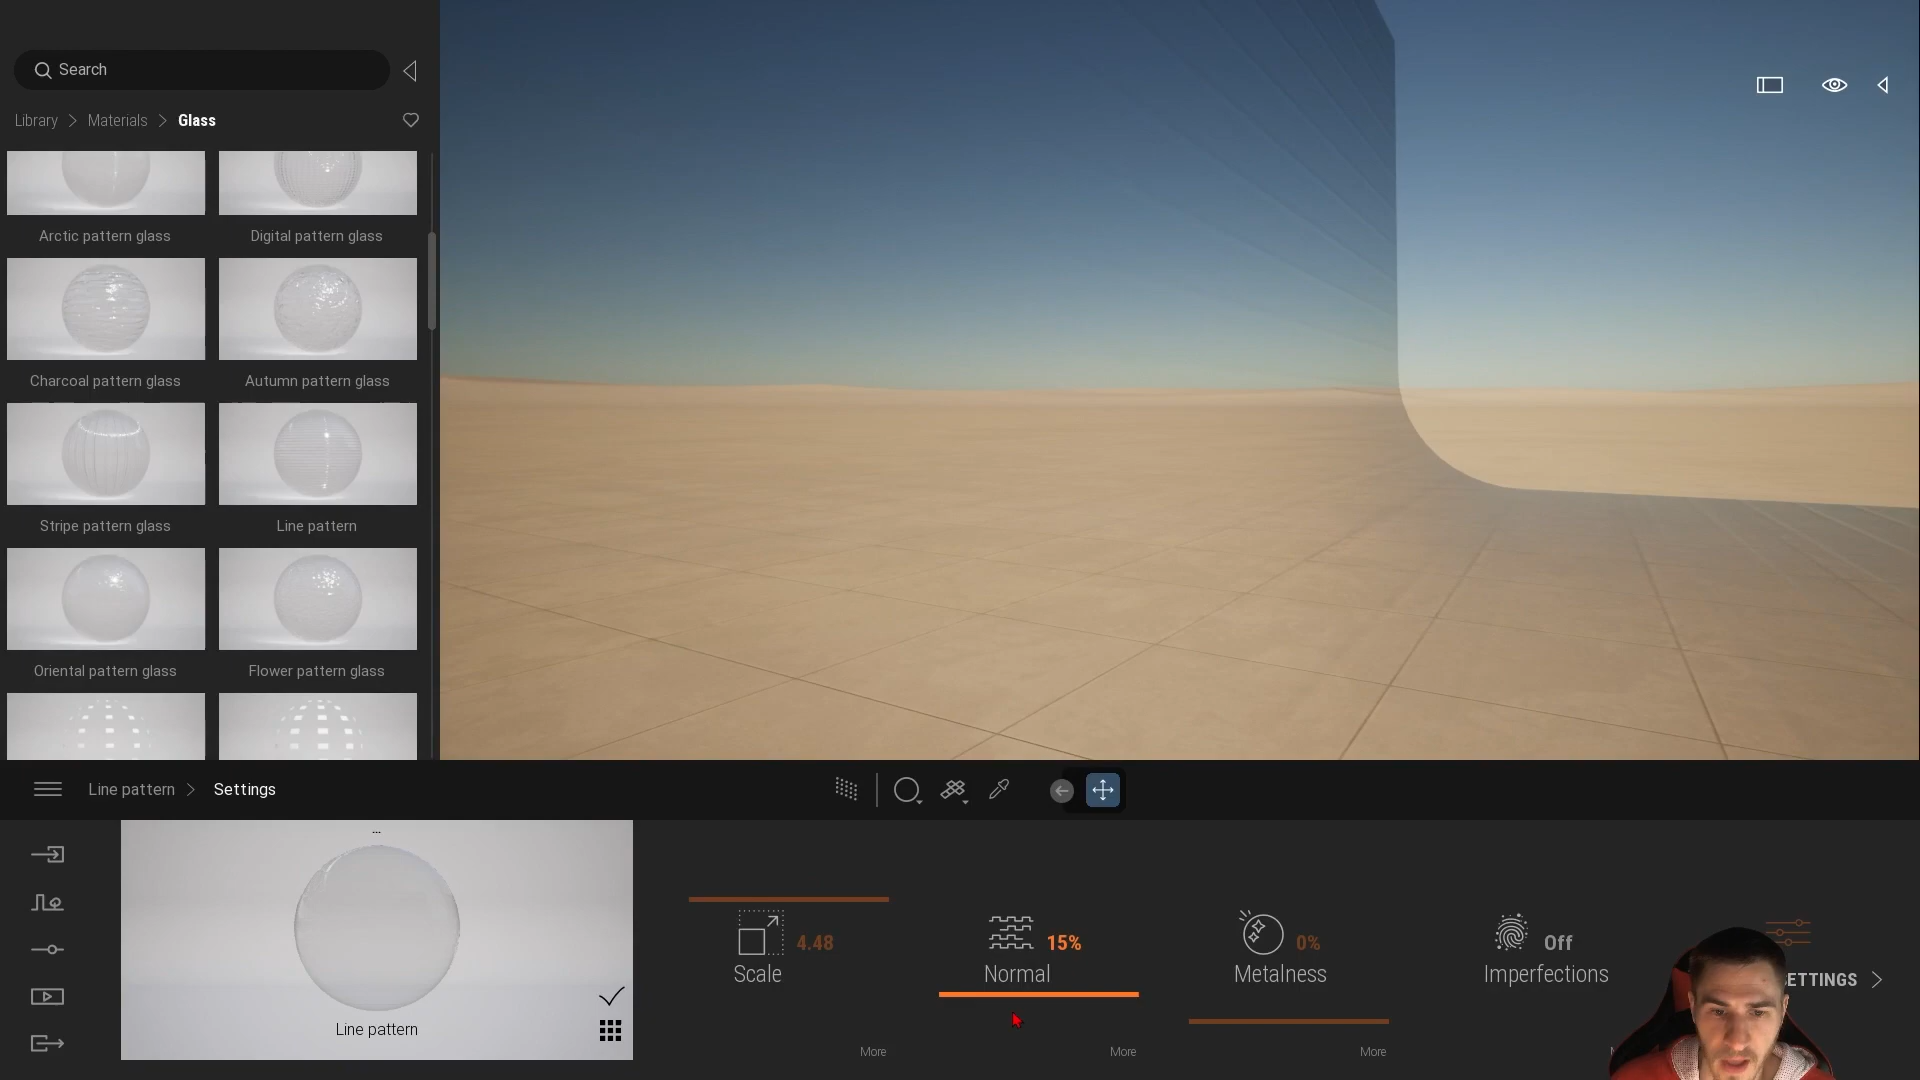 Search
Library > Materials > Glass
Arctic pattern glass
Digital pattern glass
Charcoal pattern glass
Autumn pattern glass
Stripe pattern glass
Line pattern
Oriental pattern glass
Flower pattern glass
Line pattern > Settings
...
Line pattern
4.48
Scale
More
15%
Normal
More
0%
Metalness
More
Off
Imperfections
ETTINGS